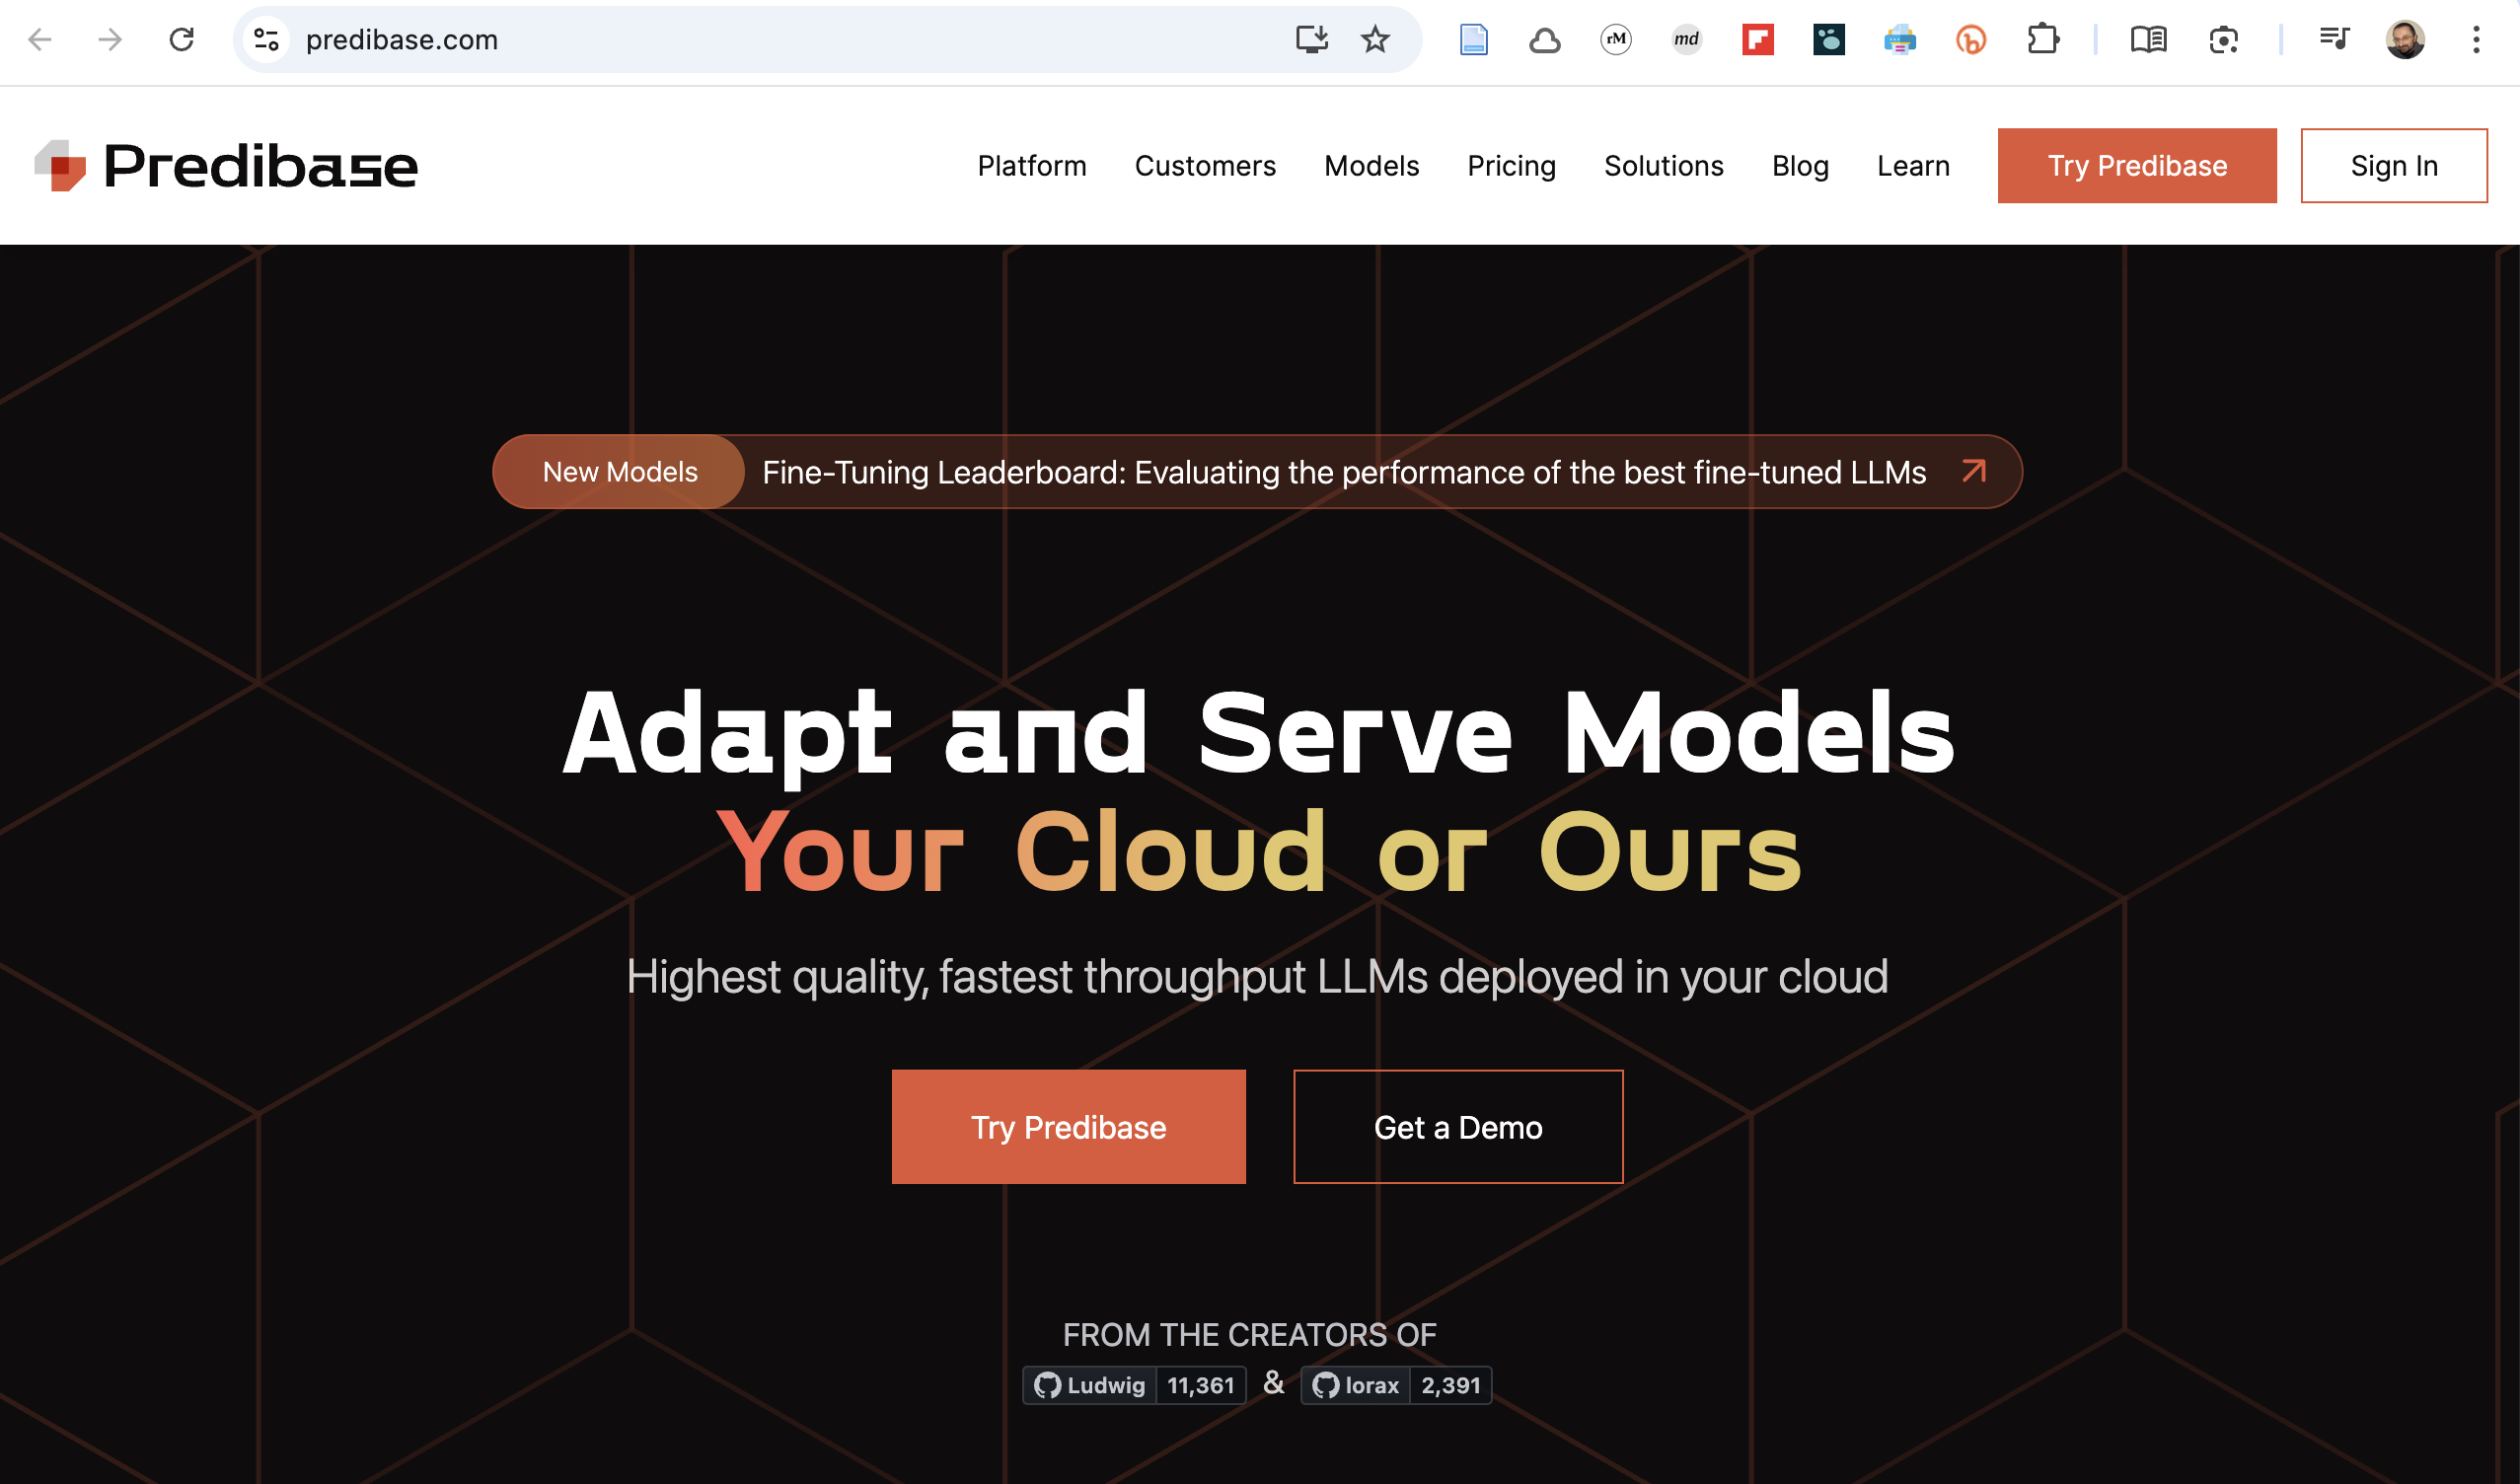 predibase.com
rM
md
Predibase
Platform Customers Models Pricing Solutions Blog Learn Try Predibase Sign In
New Models Fine-Tuning Leaderboard: Evaluating the performance of the best fine-tuned LLMs
Adapt and Serve Models
Your Cloud or Ours
Highest quality, fastest throughput LLMs deployed in your cloud
Try Predibase Get a Demo
FROM THE CREATORS OF
Ludwig 11,361 & lorax 2,391